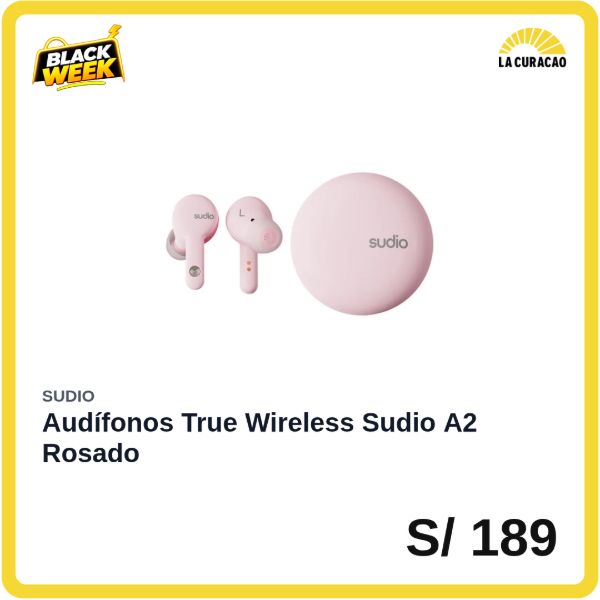 BLACK
WEEK
LA CURACAO
sudio
L
sudio
SUDIO
Audífonos True Wireless Sudio A2
Rosado
S/ 189